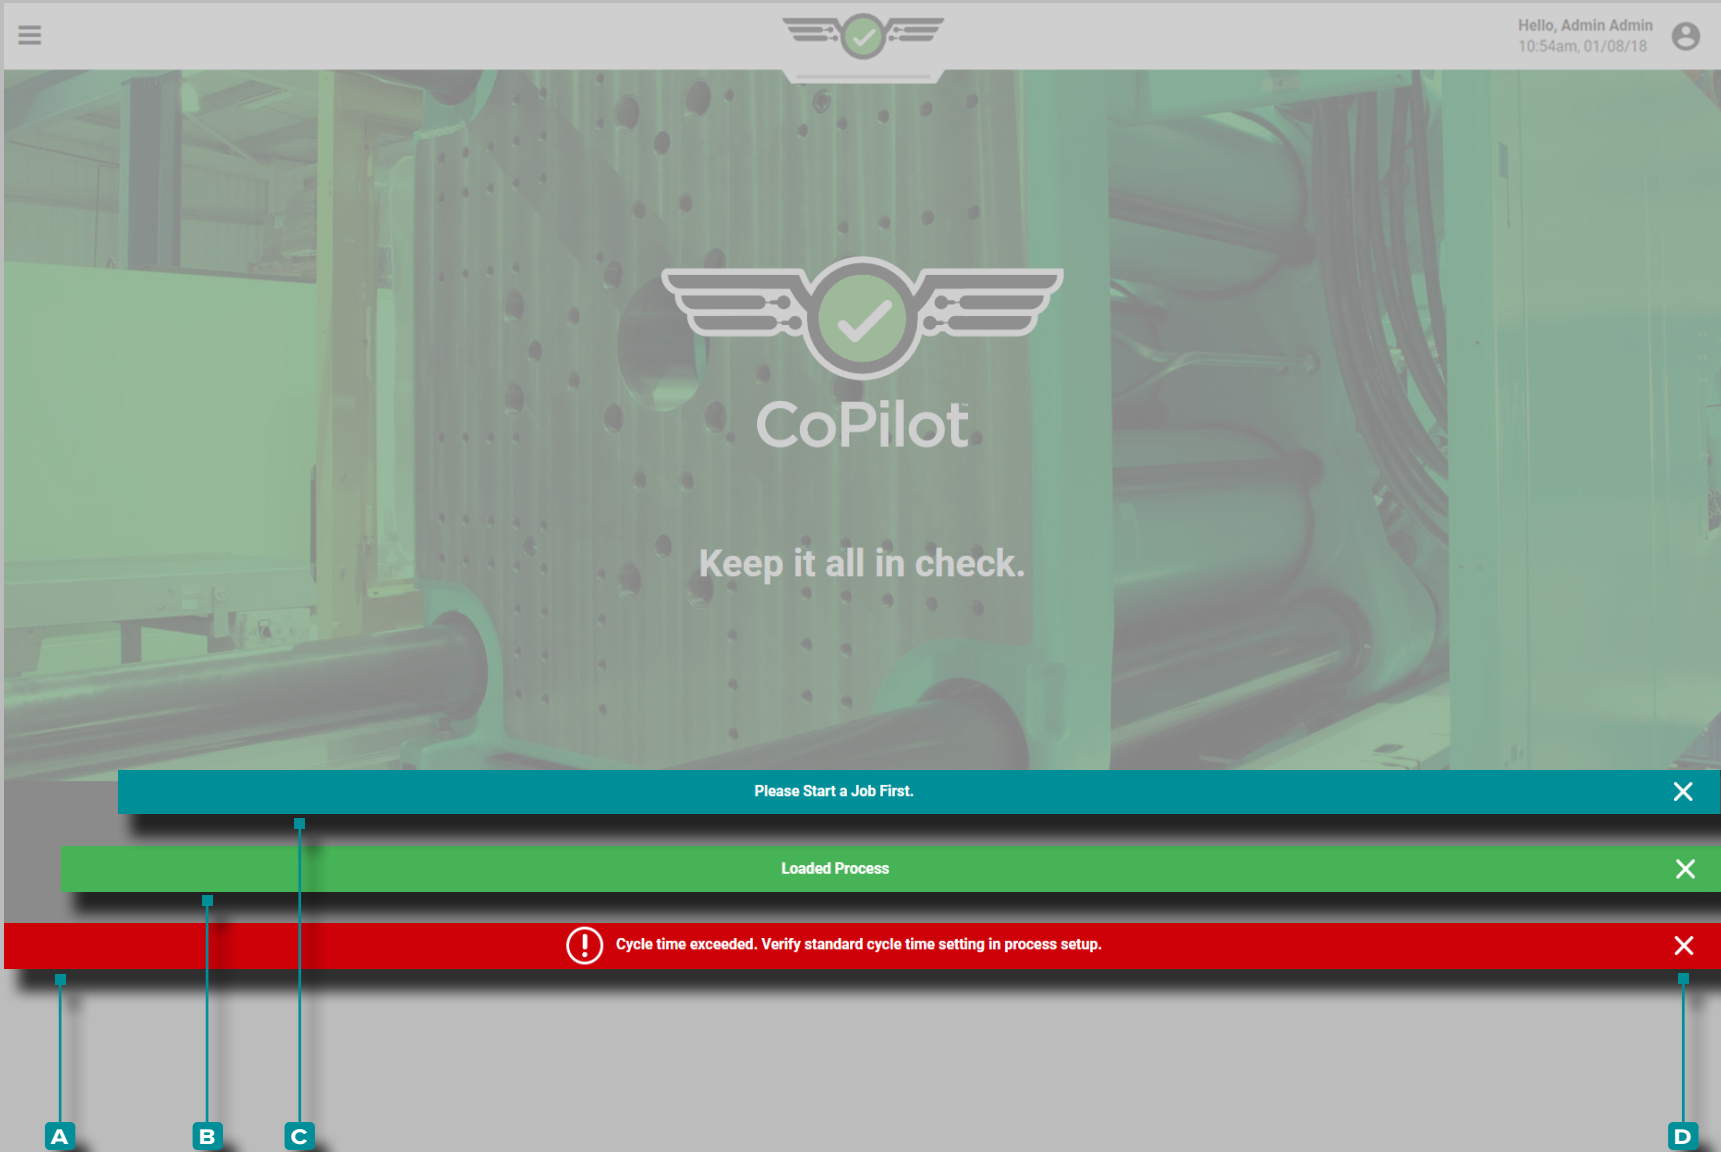 Hello, Admin Admin
10:54am, 01/08/18
CoPilot
Keep it all in check.
Please Start a Job First.
Loaded Process
Cycle time exceeded. Verify standard cycle time setting in process setup.
A
B
C
D